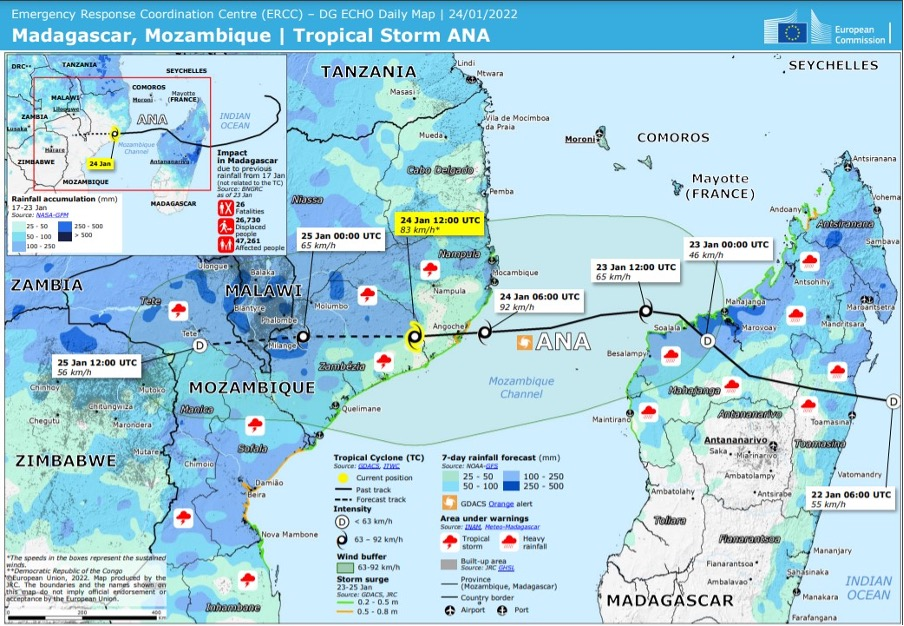 Emergency Response Coordination Centre (ERCC) – DG ECHO Daily Map | 24/01/2022
Madagascar, Mozambique | Tropical Storm ANA
European
Commission
DRC**
TANZANIA
SEYCHELLES
COMOROS
Moroni
Mayotte
(FRANCE)
MALAWI
Lilongwe
ZAMBIA
Lusaka
ANA
INDIAN
OCEAN
Harare
Mozambique
Channel
ZIMBABWE
24 Jan
Antananarivo
MOZAMBIQUE
MADAGASCAR
Rainfall accumulation (mm)
17-23 Jan
Source: NASA-GPM
25 - 50
50 - 100
100 - 250
250 - 500
> 500
Impact
in Madagascar
due to previous
rainfall from 17 Jan
(not related to the TC)
Source: BNGRC
as of 23 Jan
26
Fatalities
26,730
Displaced
people
47,261
Affected people
TANZANIA
Lindi
Mtwara
Masasi
Vila de Mocimboa
da Praia
Mueda
Cabo Delgado
Pemba
Niassa
SEYCHELLES
Moroni
COMOROS
Mayotte
(FRANCE)
Antsiranana
Vohema
Andoany
Antsiranana
Sambava
24 Jan 12:00 UTC
83 km/h*
25 Jan 00:00 UTC
65 km/h
23 Jan 00:00 UTC
46 km/h
23 Jan 12:00 UTC
65 km/h
24 Jan 06:00 UTC
92 km/h
Nampula
Mocambique
Nampula
Angoche
Ulongue
Balaka
ZAMBIA
MALAWI
Blantyre
Phalombe
Milange
Molumbo
Tete
Tete
Antsohihy
Maroantsetra
Mandritsara
Mahajanga
Marovoay
Soalala
Besalampy
ANA
25 Jan 12:00 UTC
56 km/h
Zambézia
MOZAMBIQUE
Mozambique
Channel
Quelimane
Manica
Sofala
Chinhoyi
Mutoko
Chitungwiza
Chegutu
Marondera
Mutare
ZIMBABWE
Chimoio
Damião
Beira
Nova Mambone
Inhambane
Mahajanga
Maintirano
Antananarivo
Antananarivo
Saka
Miarinarivo
Toamasina
Toamasina
Ambatolampy
Vatomandry
Ambatolahy
Antsirabe
22 Jan 06:00 UTC
55 km/h
Toliara
Fianarantsoa
Mananjary
Fianarantsoa
Sahasinaka
Ambalavao
Manakara
Farafangana
MADAGASCAR
INDIAN
OCEAN
Tropical Cyclone (TC)
Source: GDACS, JTWC
Current position
Past track
Forecast track
Intensity
D
< 63 km/h
63 – 92 km/h
Wind buffer
63-92 km/h
Storm surge
23-25 Jan
Source: GDACS, JRC
0.2 - 0.5 m
0.5 - 0.8 m
7-day rainfall forecast (mm)
Source: NOAA-GFS
25 - 50
50 - 100
100 - 250
250 - 500
GDACS Orange alert
Area under warnings
Source: INAM, Meteo-Madagascar
Tropical
storm
Heavy
rainfall
Built-up area
Source: JRC GHSL
Province
(Mozambique, Madagascar)
Country border
Airport
Port
*The speeds in the boxes represent the sustained
winds.
**Democratic Republic of the Congo
©European Union, 2022. Map produced by the
JRC. The boundaries and the names shown on
this map do not imply official endorsement or
acceptance by the European Union.
200
400
km